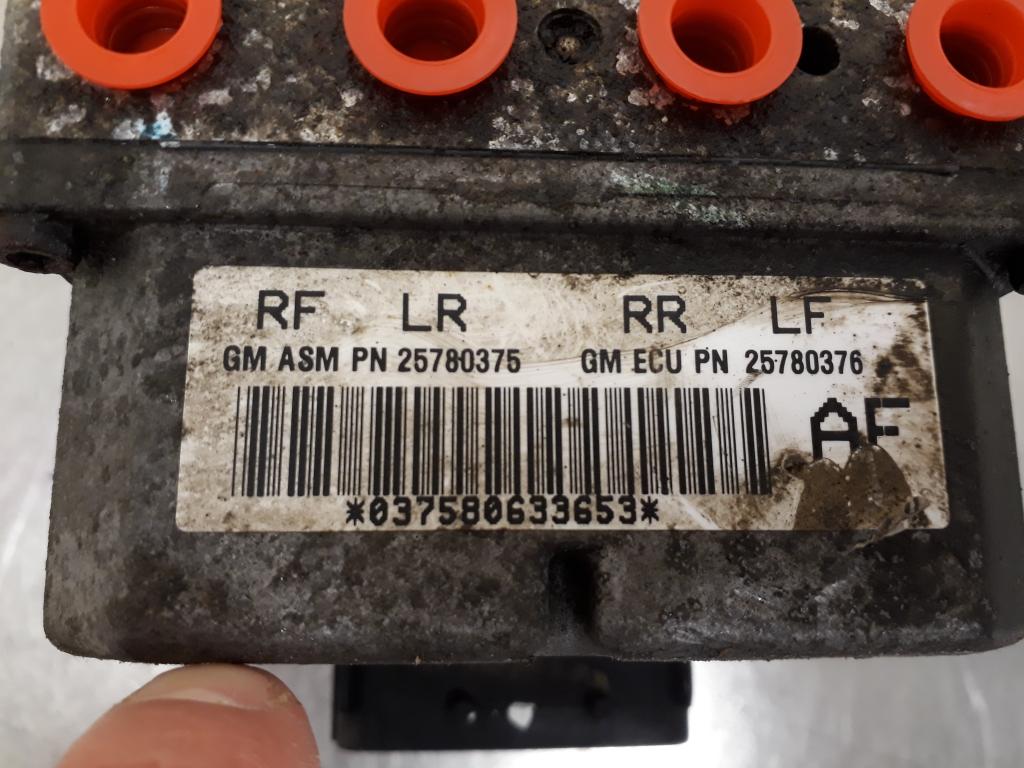 RF LR RR LF
GM ASM PN 25780375 GM ECU PN 25780376
AF
*037580633653*